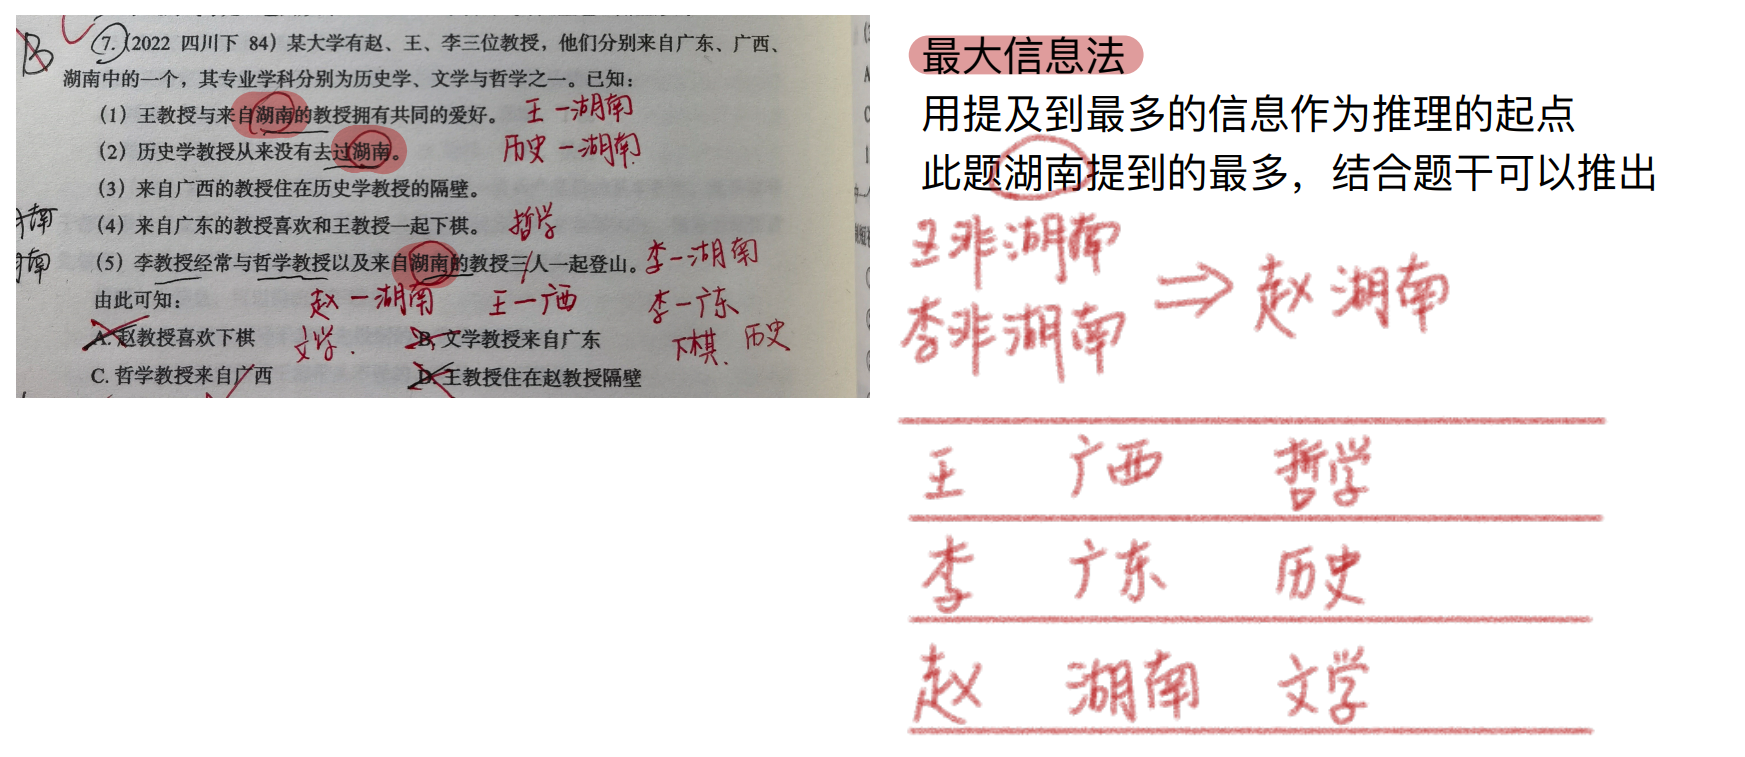 B
7.（2022 四川下 84）某大学有赵、王、李三位教授，他们分别来自广东、广西、
湖南中的一个，其专业学科分别为历史学、文学与哲学之一。已知：
（1）王教授与来自湖南的教授拥有共同的爱好。 王一湖南
（2）历史学教授从来没有去过湖南。 历史一湖南
（3）来自广西的教授住在历史学教授的隔壁。
（4）来自广东的教授喜欢和王教授一起下棋。 哲学
（5）李教授经常与哲学教授以及来自湖南的教授三人一起登山。 李一湖南
由此可知： 赵一湖南 王一广西 李一广东
A. 赵教授喜欢下棋 文学. B. 文学教授来自广东 下棋. 历史
C. 哲学教授来自广西 D. 王教授住在赵教授隔壁
南
南
最大信息法
用提及到最多的信息作为推理的起点
此题湖南提到的最多，结合题干可以推出
王非湖南
李非湖南
⇒ 赵 湖南
王 广西 哲学
李 广东 历史
赵 湖南 文学